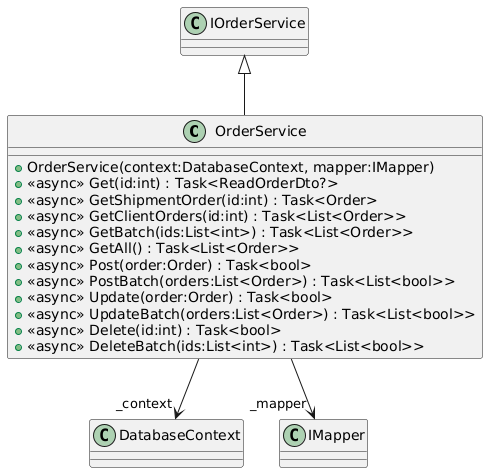 C IOrderService
C OrderService
OrderService(context:DatabaseContext, mapper:IMapper)
«async» Get(id:int) : Task<ReadOrderDto?>
«async» GetShipmentOrder(id:int) : Task<Order>
«async» GetClientOrders(id:int) : Task<List<Order>>
«async» GetBatch(ids:List<int>) : Task<List<Order>>
«async» GetAll() : Task<List<Order>>
«async» Post(order:Order) : Task<bool>
«async» PostBatch(orders:List<Order>) : Task<List<bool>>
«async» Update(order:Order) : Task<bool>
«async» UpdateBatch(orders:List<Order>) : Task<List<bool>>
«async» Delete(id:int) : Task<bool>
«async» DeleteBatch(ids:List<int>) : Task<List<bool>>
_context
_mapper
C DatabaseContext
C IMapper